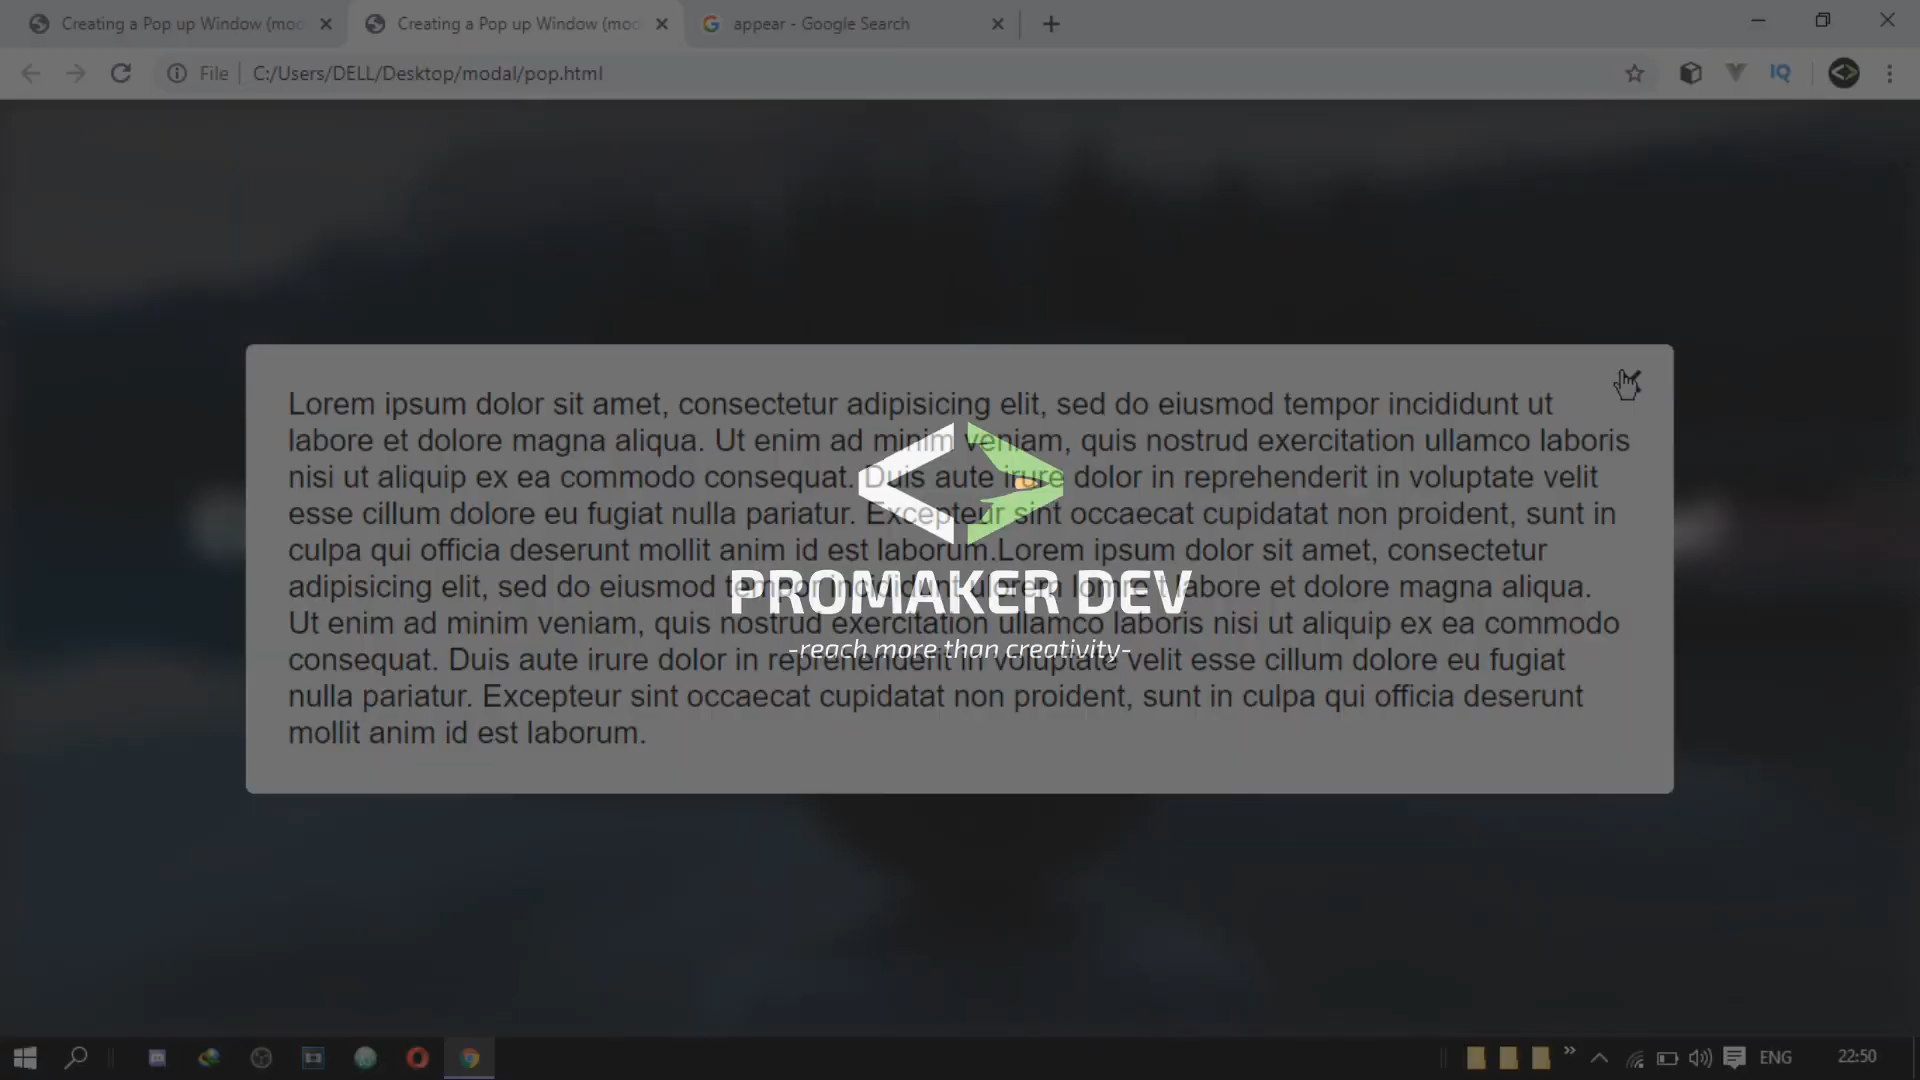 Creating a Pop up Window (mod
Creating a Pop up Window (mod
appear - Google Search
File
C:/Users/DELL/Desktop/modal/pop.html
IQ
Lorem ipsum dolor sit amet, consectetur adipisicing elit, sed do eiusmod tempor incididunt ut
labore et dolore magna aliqua. Ut enim ad minim veniam, quis nostrud exercitation ullamco laboris
nisi ut aliquip ex ea commodo consequat. Duis aute irure dolor in reprehenderit in voluptate velit
esse cillum dolore eu fugiat nulla pariatur. Excepteur sint occaecat cupidatat non proident, sunt in
culpa qui officia deserunt mollit anim id est laborum.Lorem ipsum dolor sit amet, consectetur
adipisicing elit, sed do eiusmod tempor incididunt labore et dolore magna aliqua.
Ut enim ad minim veniam, quis nostrud exercitation ullamco laboris nisi ut aliquip ex ea commodo
consequat. Duis aute irure dolor in reprehenderit in voluptate velit esse cillum dolore eu fugiat
nulla pariatur. Excepteur sint occaecat cupidatat non proident, sunt in culpa qui officia deserunt
mollit anim id est laborum.
PROMAKER DEV
-reach more than creativity-
ENG
22:50